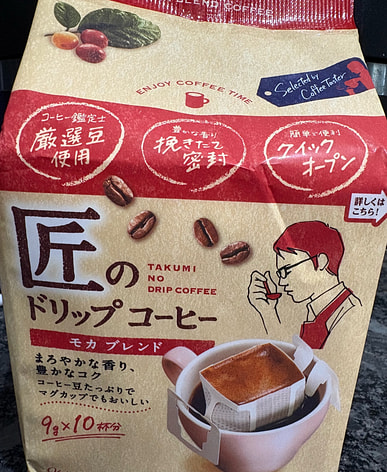 BLEND COFFEE
ENJOY COFFEE TIME
Selected by
Coffee Taster
コーヒー鑑定士
厳選豆
使用
豊かな香り
挽きたて
密封
簡単で便利
クイック
オープン
詳しくは
こちら!
匠の
TAKUMI
NO
DRIP COFFEE
ドリップ コーヒー
モカ ブレンド
まろやかな香り、
豊かなコク
コーヒー豆たっぷりで
マグカップでもおいしい
9g×10杯分